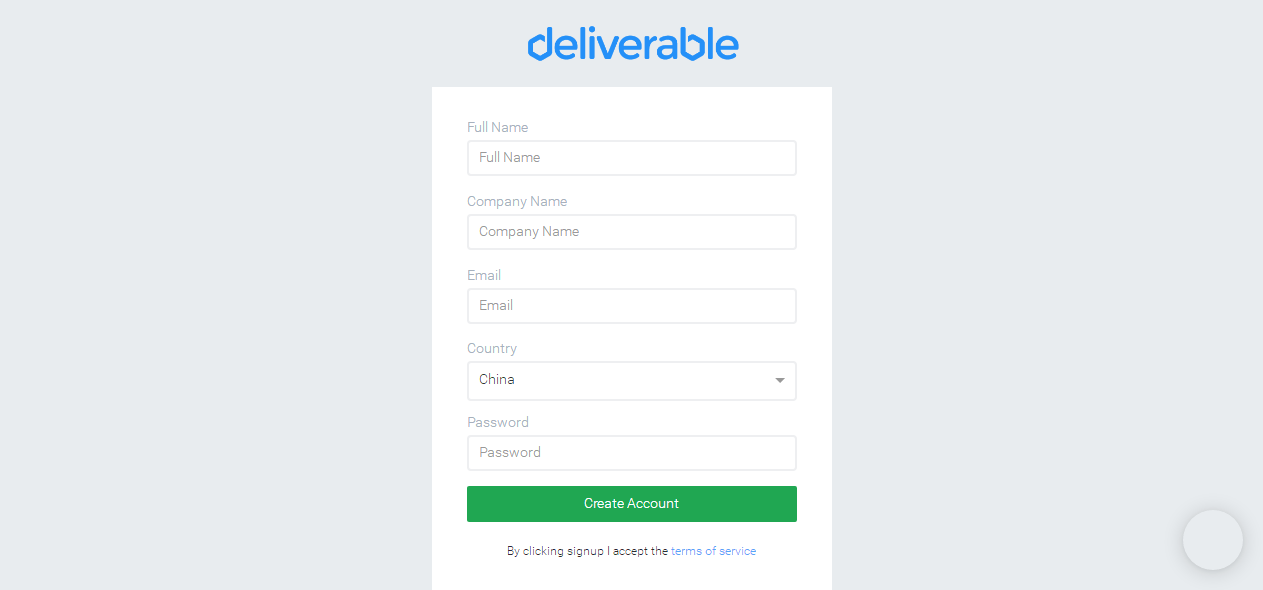 deliverable
Full Name
Full Name
Company Name
Company Name
Email
Email
Country
China
Password
Password
Create Account
By clicking signup I accept the terms of service